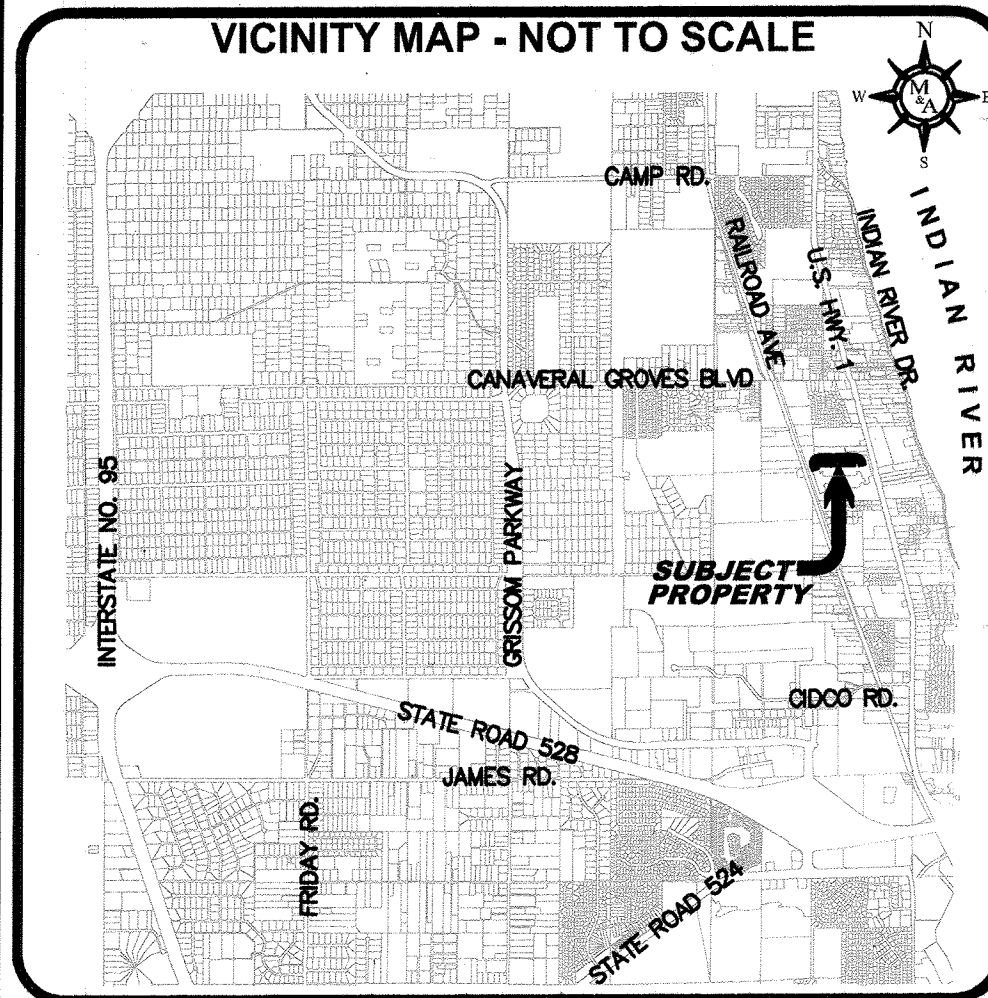 VICINITY MAP - NOT TO SCALE
N
W
M
&
A
E
S
CAMP RD.
RAILROAD AVE
U.S. HWY. 1
INDIAN RIVER DR.
INDIAN RIVER
CANAVERAL GROVES BLVD
INTERSTATE NO. 95
GRISSOM PARKWAY
SUBJECT
PROPERTY
CIDCO RD.
STATE ROAD 528
JAMES RD.
FRIDAY RD.
STATE ROAD 524